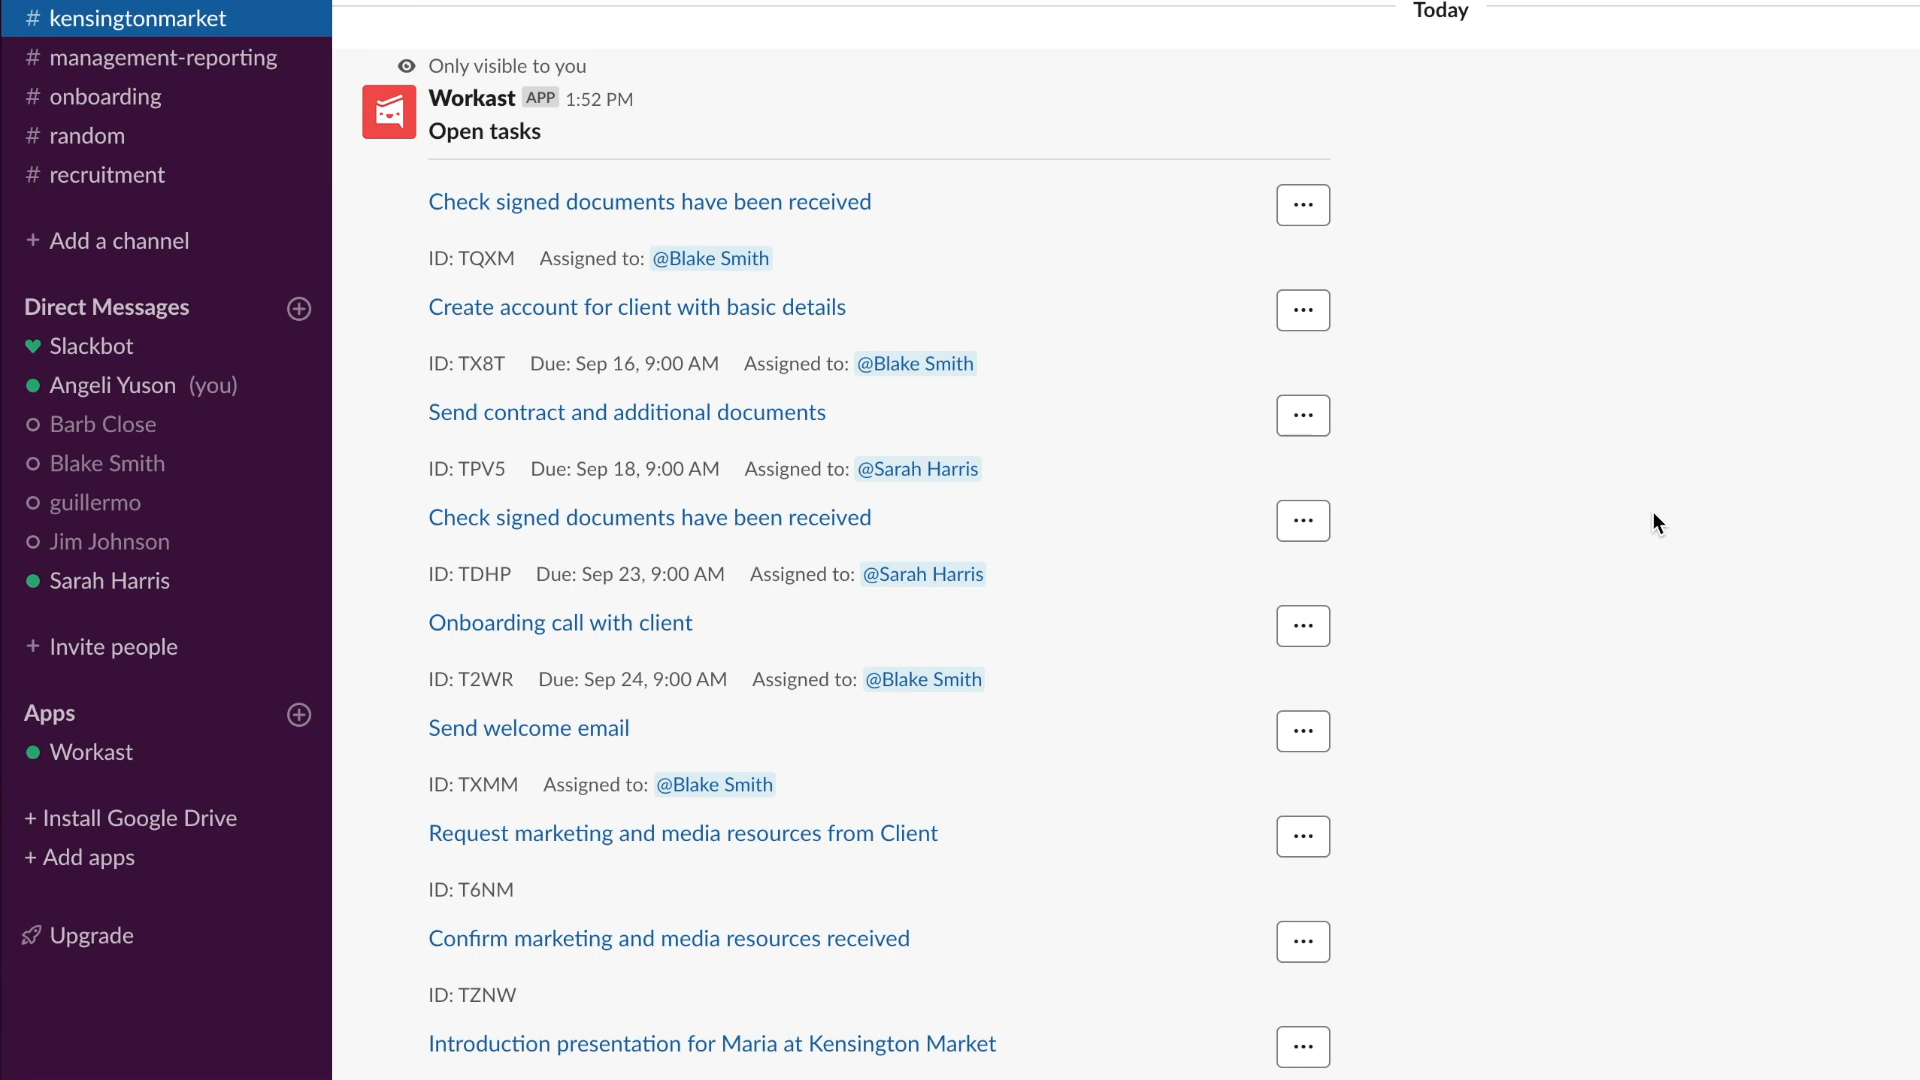 # kensingtonmarket
# management-reporting
# onboarding
# random
# recruitment
+ Add a channel
Direct Messages
Slackbot
Angeli Yuson (you)
Barb Close
Blake Smith
guillermo
Jim Johnson
Sarah Harris
+ Invite people
Apps
Workast
+ Install Google Drive
+ Add apps
Upgrade
Today
Only visible to you
Workast APP 1:52 PM
Open tasks
Check signed documents have been received
ID: TQXM Assigned to: @Blake Smith
Create account for client with basic details
ID: TX8T Due: Sep 16, 9:00 AM Assigned to: @Blake Smith
Send contract and additional documents
ID: TPV5 Due: Sep 18, 9:00 AM Assigned to: @Sarah Harris
Check signed documents have been received
ID: TDHP Due: Sep 23, 9:00 AM Assigned to: @Sarah Harris
Onboarding call with client
ID: T2WR Due: Sep 24, 9:00 AM Assigned to: @Blake Smith
Send welcome email
ID: TXMM Assigned to: @Blake Smith
Request marketing and media resources from Client
ID: T6NM
Confirm marketing and media resources received
ID: TZNW
Introduction presentation for Maria at Kensington Market